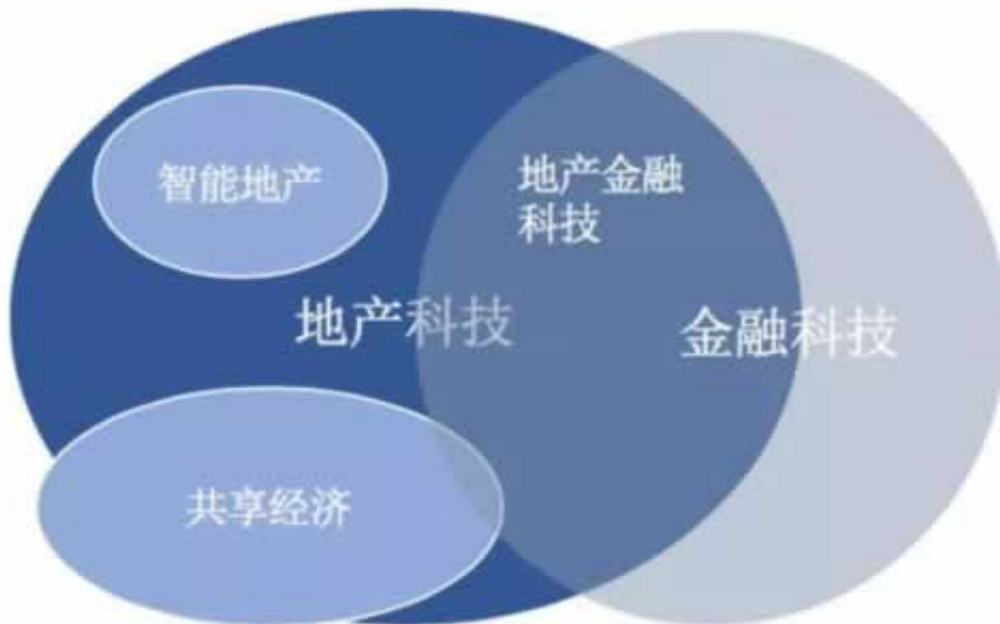 智能地产
地产金融
科技
地产科技
金融科技
共享经济